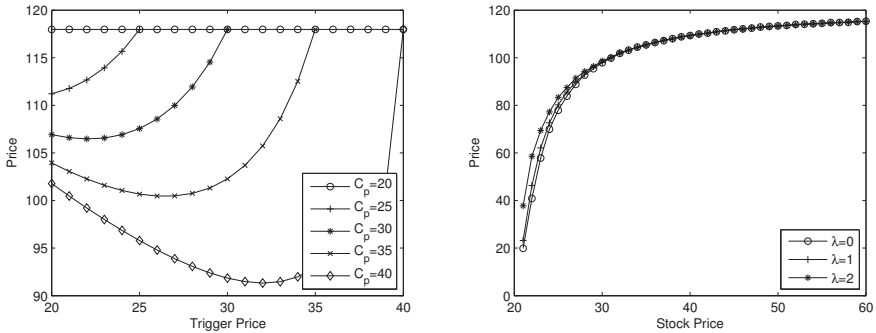 120
115
110
105
100
95
90
Price
20
25
30
35
40
Trigger Price
C_p=20
C_p=25
C_p=30
C_p=35
C_p=40
120
100
80
60
40
20
0
Price
20
30
40
50
60
Stock Price
λ=0
λ=1
λ=2